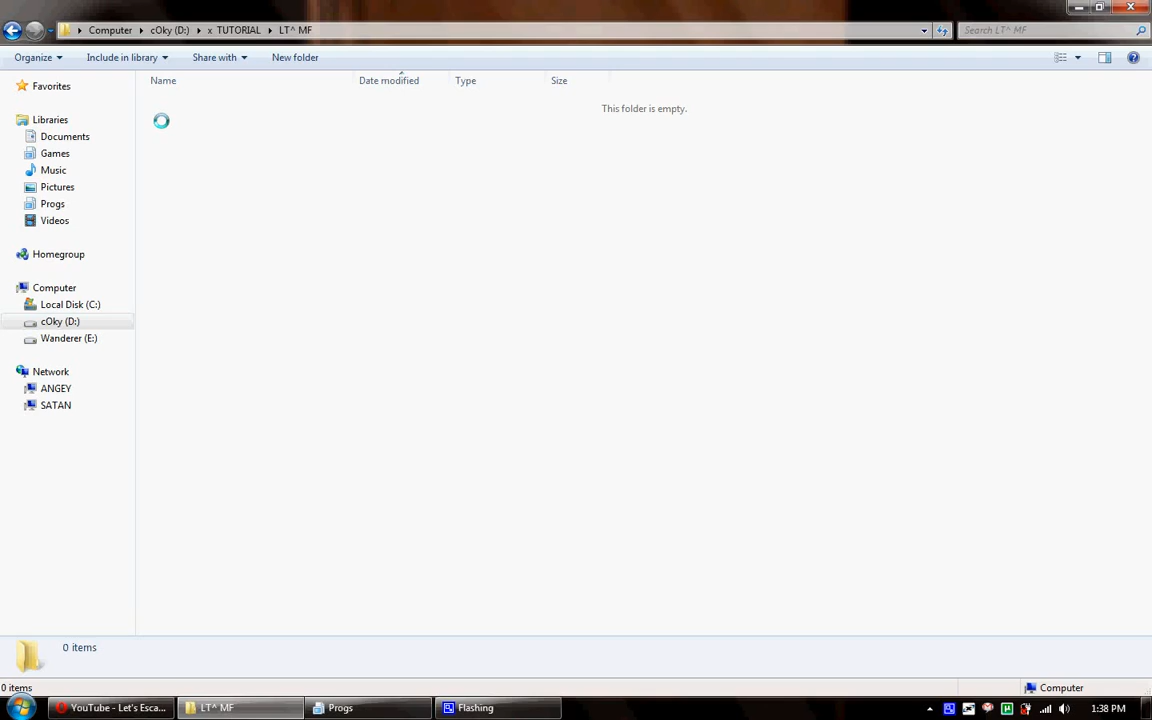 Computer cOky (D:) x TUTORIAL LT^ MF
Search LT^ MF
Organize Include in library Share with New folder
Name Date modified Type Size
This folder is empty.
Favorites
Libraries
Documents
Games
Music
Pictures
Progs
Videos
Homegroup
Computer
Local Disk (C:)
cOky (D:)
Wanderer (E:)
Network
ANGEY
SATAN
0 items
0 items
Computer
YouTube - Let's Esca... LT^ MF Progs Flashing 1:38 PM